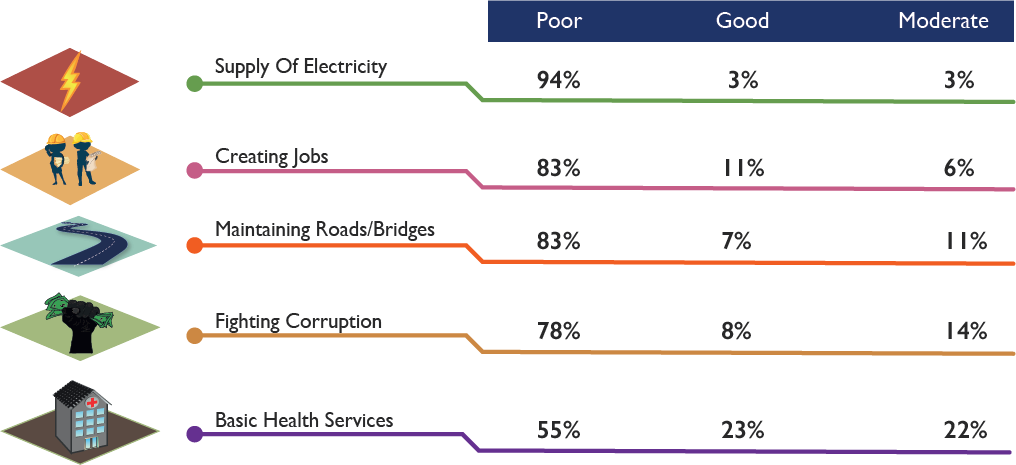 Poor Good Moderate
Supply Of Electricity 94% 3% 3%
Creating Jobs 83% 11% 6%
Maintaining Roads/Bridges 83% 7% 11%
Fighting Corruption 78% 8% 14%
Basic Health Services 55% 23% 22%